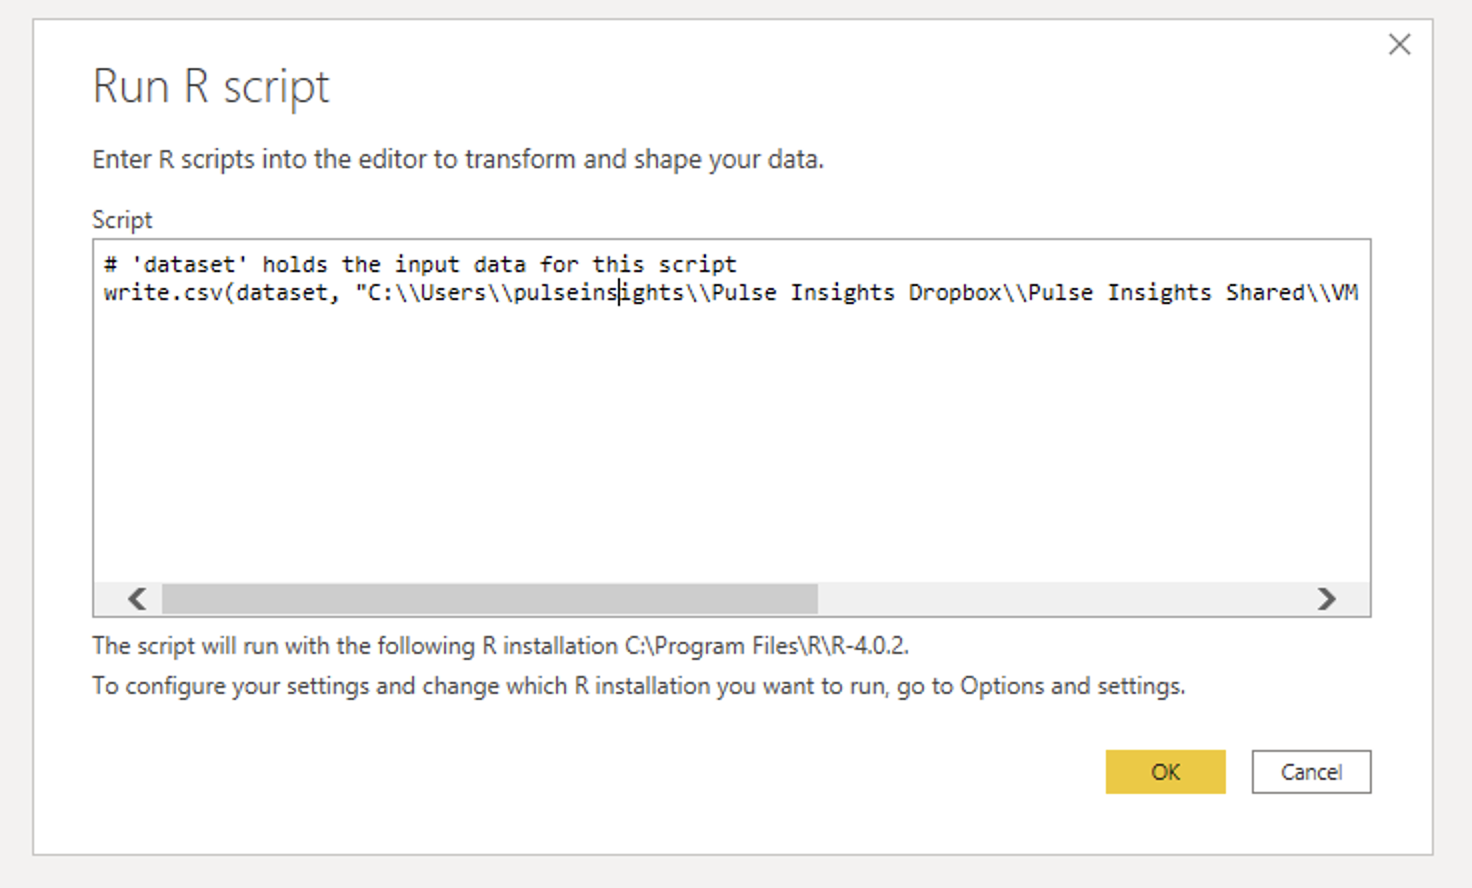 Run R script
Enter R scripts into the editor to transform and shape your data.
Script
# 'dataset' holds the input data for this script
write.csv(dataset, "C:\\Users\\pulseinsights\\Pulse Insights Dropbox\\Pulse Insights Shared\\VM
The script will run with the following R installation C:\Program Files\R\R-4.0.2.
To configure your settings and change which R installation you want to run, go to Options and settings.
OK Cancel